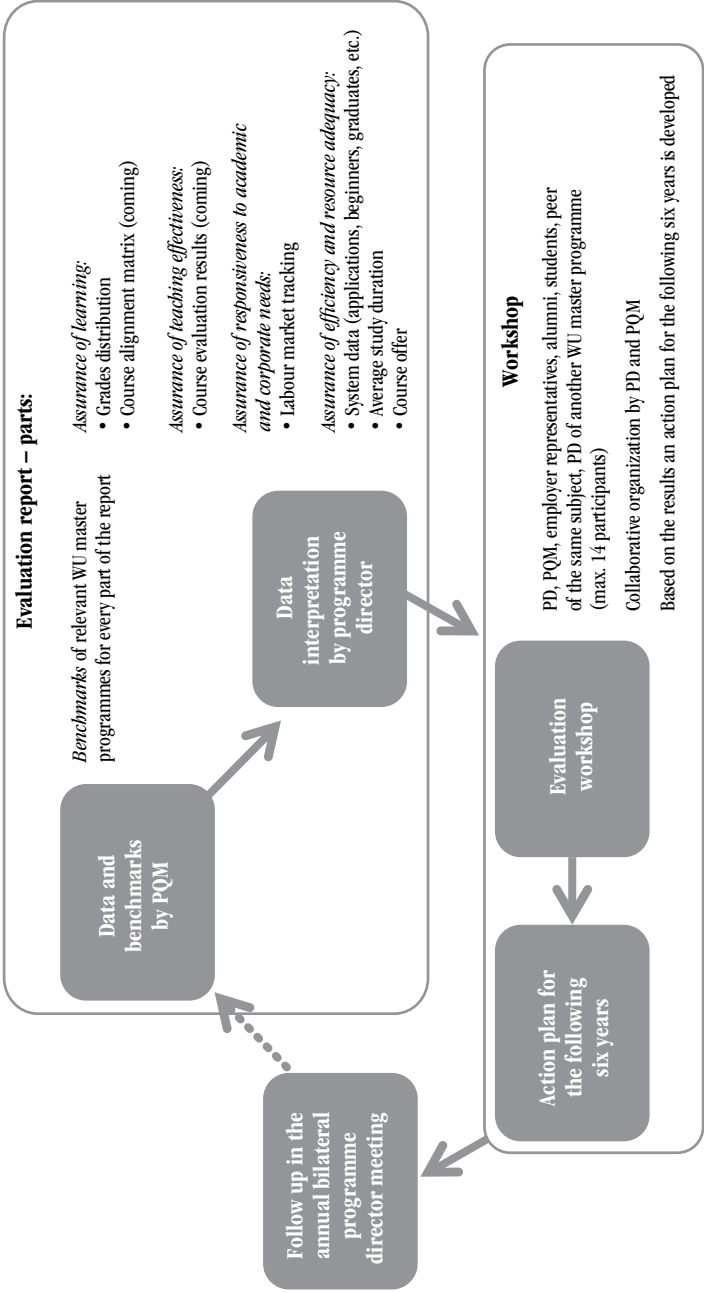 Evaluation report – parts:
Data and
benchmarks
by PQM
Benchmarks of relevant WU master
programmes for every part of the report
Data
interpretation
by programme
director
Assurance of learning:
• Grades distribution
• Course alignment matrix (coming)
Assurance of teaching effectiveness:
• Course evaluation results (coming)
Assurance of responsiveness to academic
and corporate needs:
• Labour market tracking
Assurance of efficiency and resource adequacy:
• System data (applications, beginners, graduates, etc.)
• Average study duration
• Course offer
Follow up in the
annual bilateral
programme
director meeting
Action plan for
the following
six years
Evaluation
workshop
Workshop
PD, PQM, employer representatives, alumni, students, peer
of the same subject, PD of another WU master programme
(max. 14 participants)
Collaborative organization by PD and PQM
Based on the results an action plan for the following six years is developed